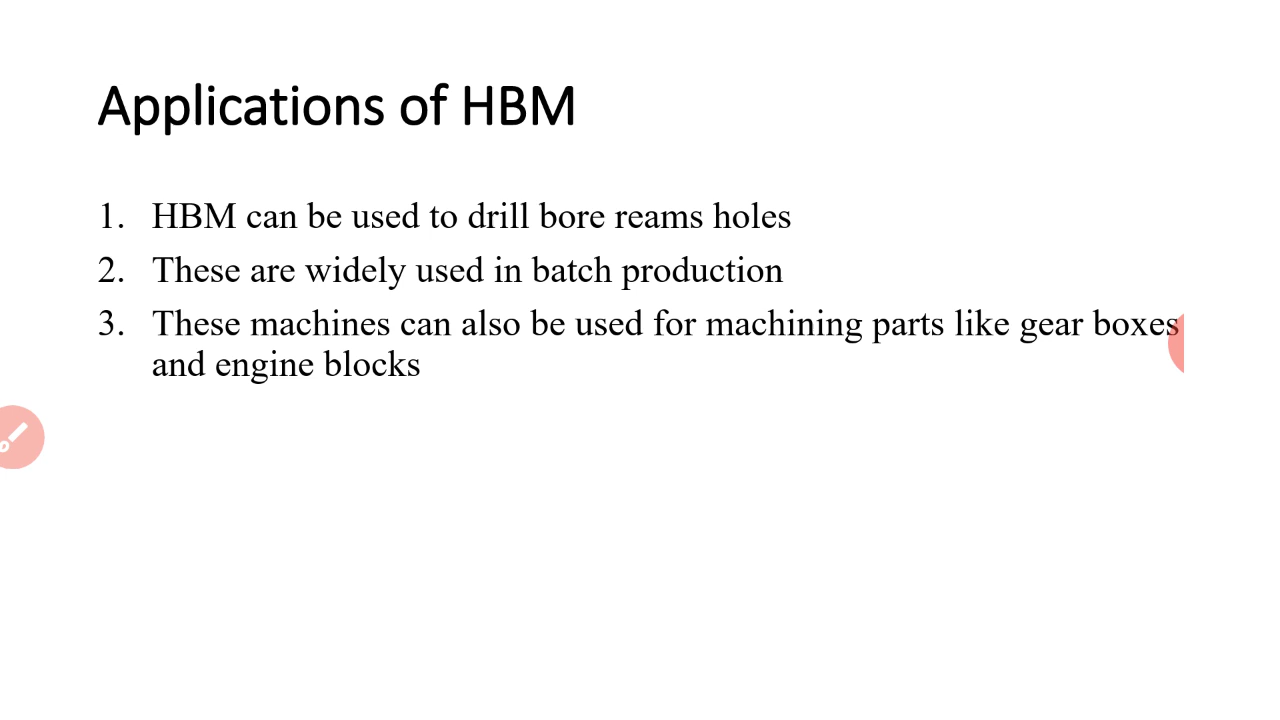 Applications of HBM
1. HBM can be used to drill bore reams holes
2. These are widely used in batch production
3. These machines can also be used for machining parts like gear boxes
and engine blocks